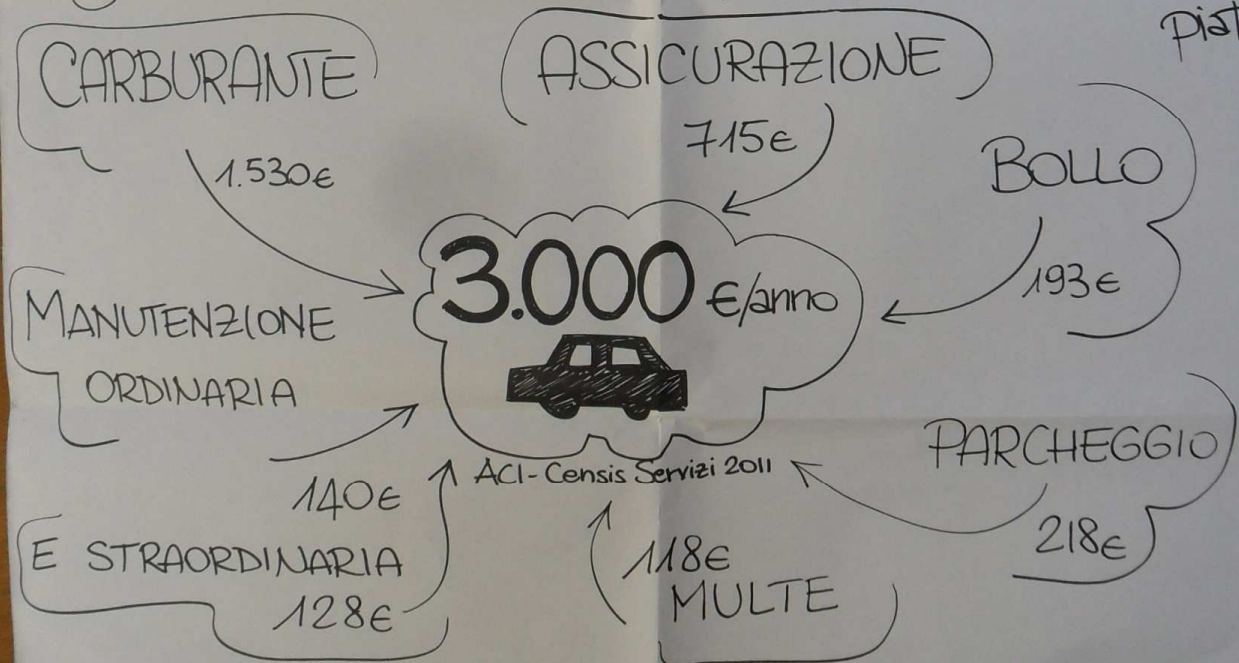 CARBURANTE
1.530€
ASSICURAZIONE
715€
BOLLO
193€
3.000 €/anno
MANUTENZIONE
ORDINARIA
140€
E STRAORDINARIA
128€
ACI-Censis Servizi 2011
118€
MULTE
PARCHEGGIO
218€